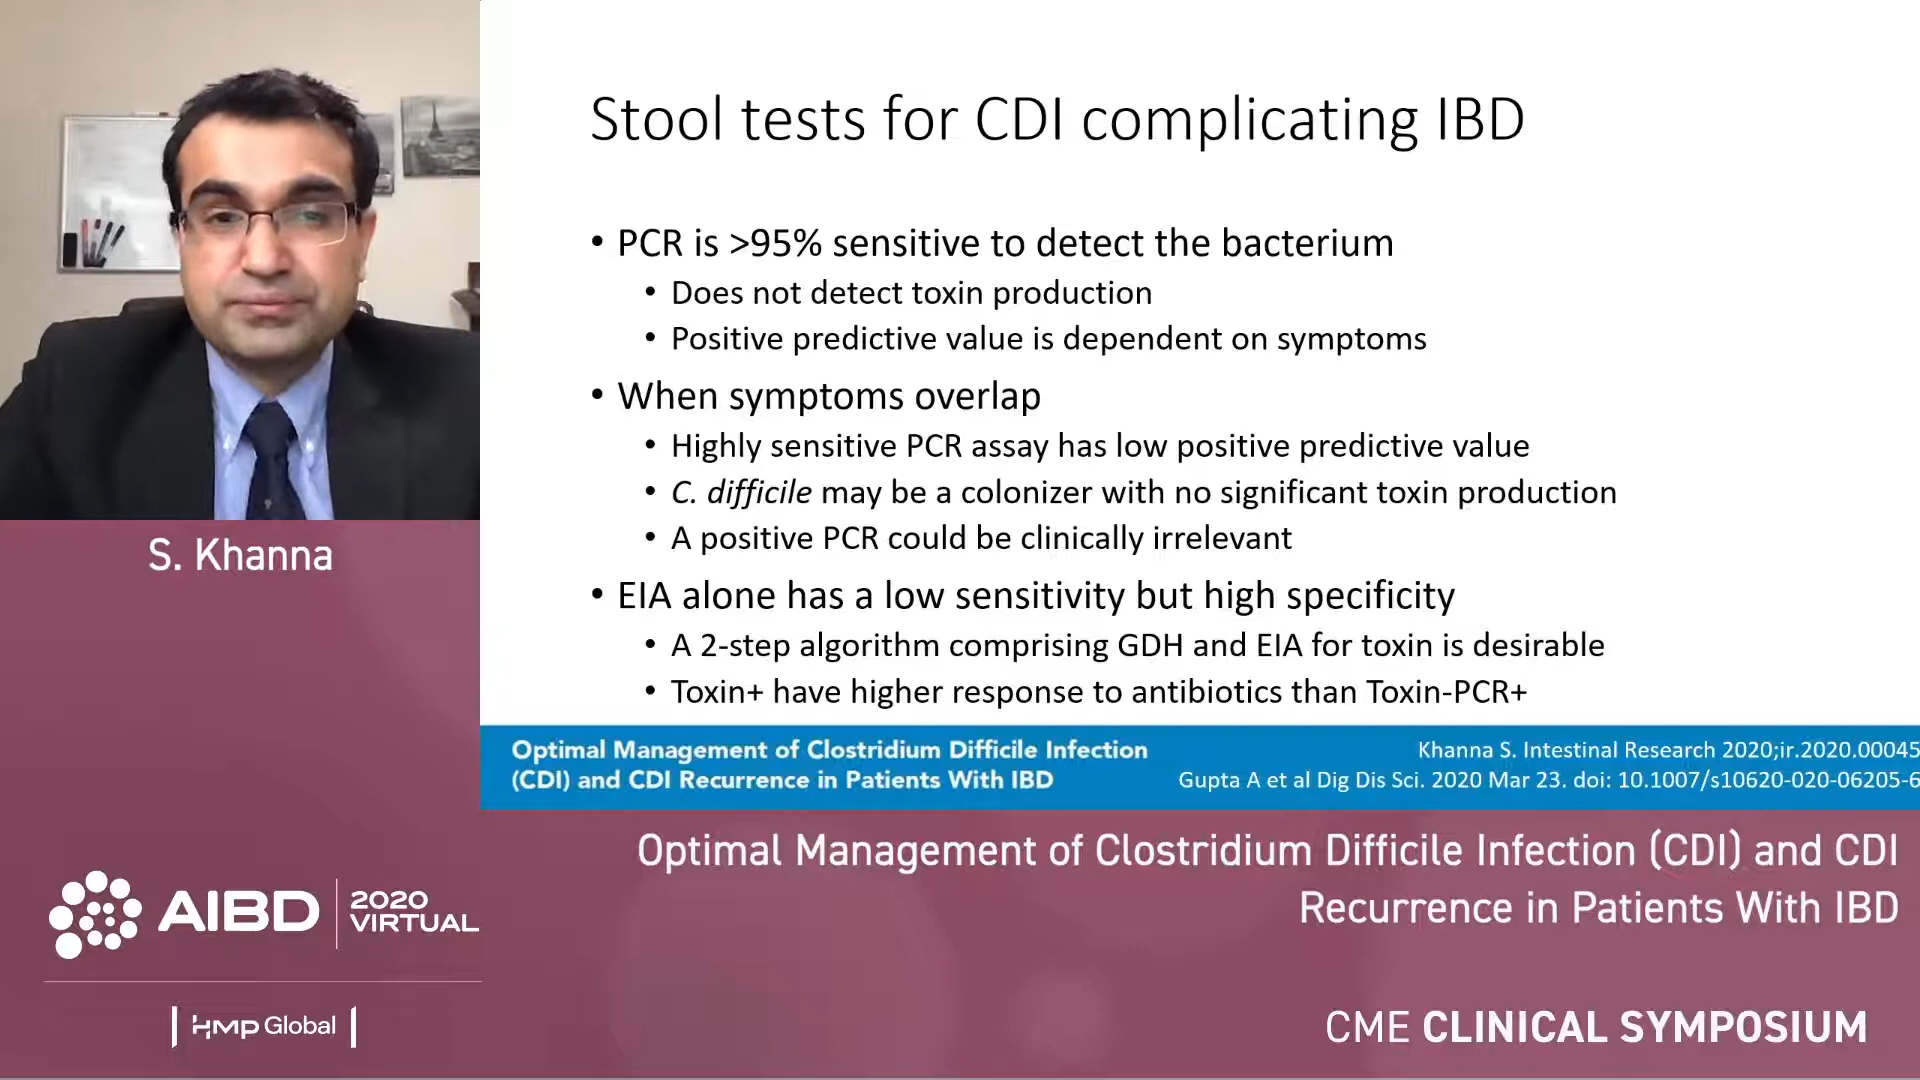 Stool tests for CDI complicating IBD
• PCR is >95% sensitive to detect the bacterium
• Does not detect toxin production
• Positive predictive value is dependent on symptoms
• When symptoms overlap
• Highly sensitive PCR assay has low positive predictive value
• C. difficile may be a colonizer with no significant toxin production
• A positive PCR could be clinically irrelevant
• EIA alone has a low sensitivity but high specificity
• A 2-step algorithm comprising GDH and EIA for toxin is desirable
• Toxin+ have higher response to antibiotics than Toxin-PCR+
S. Khanna
Optimal Management of Clostridium Difficile Infection
(CDI) and CDI Recurrence in Patients With IBD
Khanna S. Intestinal Research 2020;ir.2020.00045
Gupta A et al Dig Dis Sci. 2020 Mar 23. doi: 10.1007/s10620-020-06205-6
Optimal Management of Clostridium Difficile Infection (CDI) and CDI
Recurrence in Patients With IBD
AIBD 2020
VIRTUAL
HMP Global
CME CLINICAL SYMPOSIUM